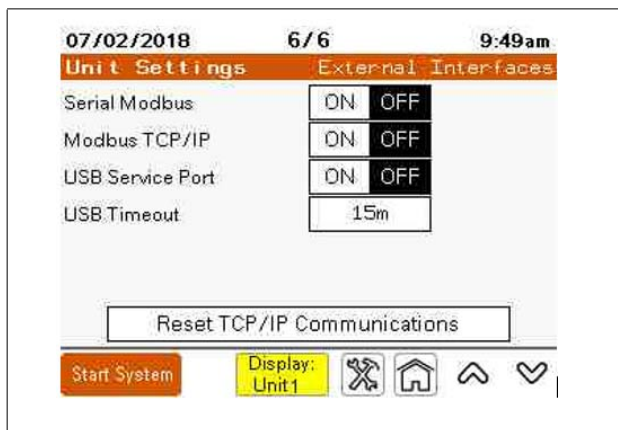 07/02/2018 6/6 9:49am
Unit Settings External Interfaces
Serial Modbus ON OFF
Modbus TCP/IP ON OFF
USB Service Port ON OFF
USB Timeout 15m
Reset TCP/IP Communications
Start System Display: Unit1